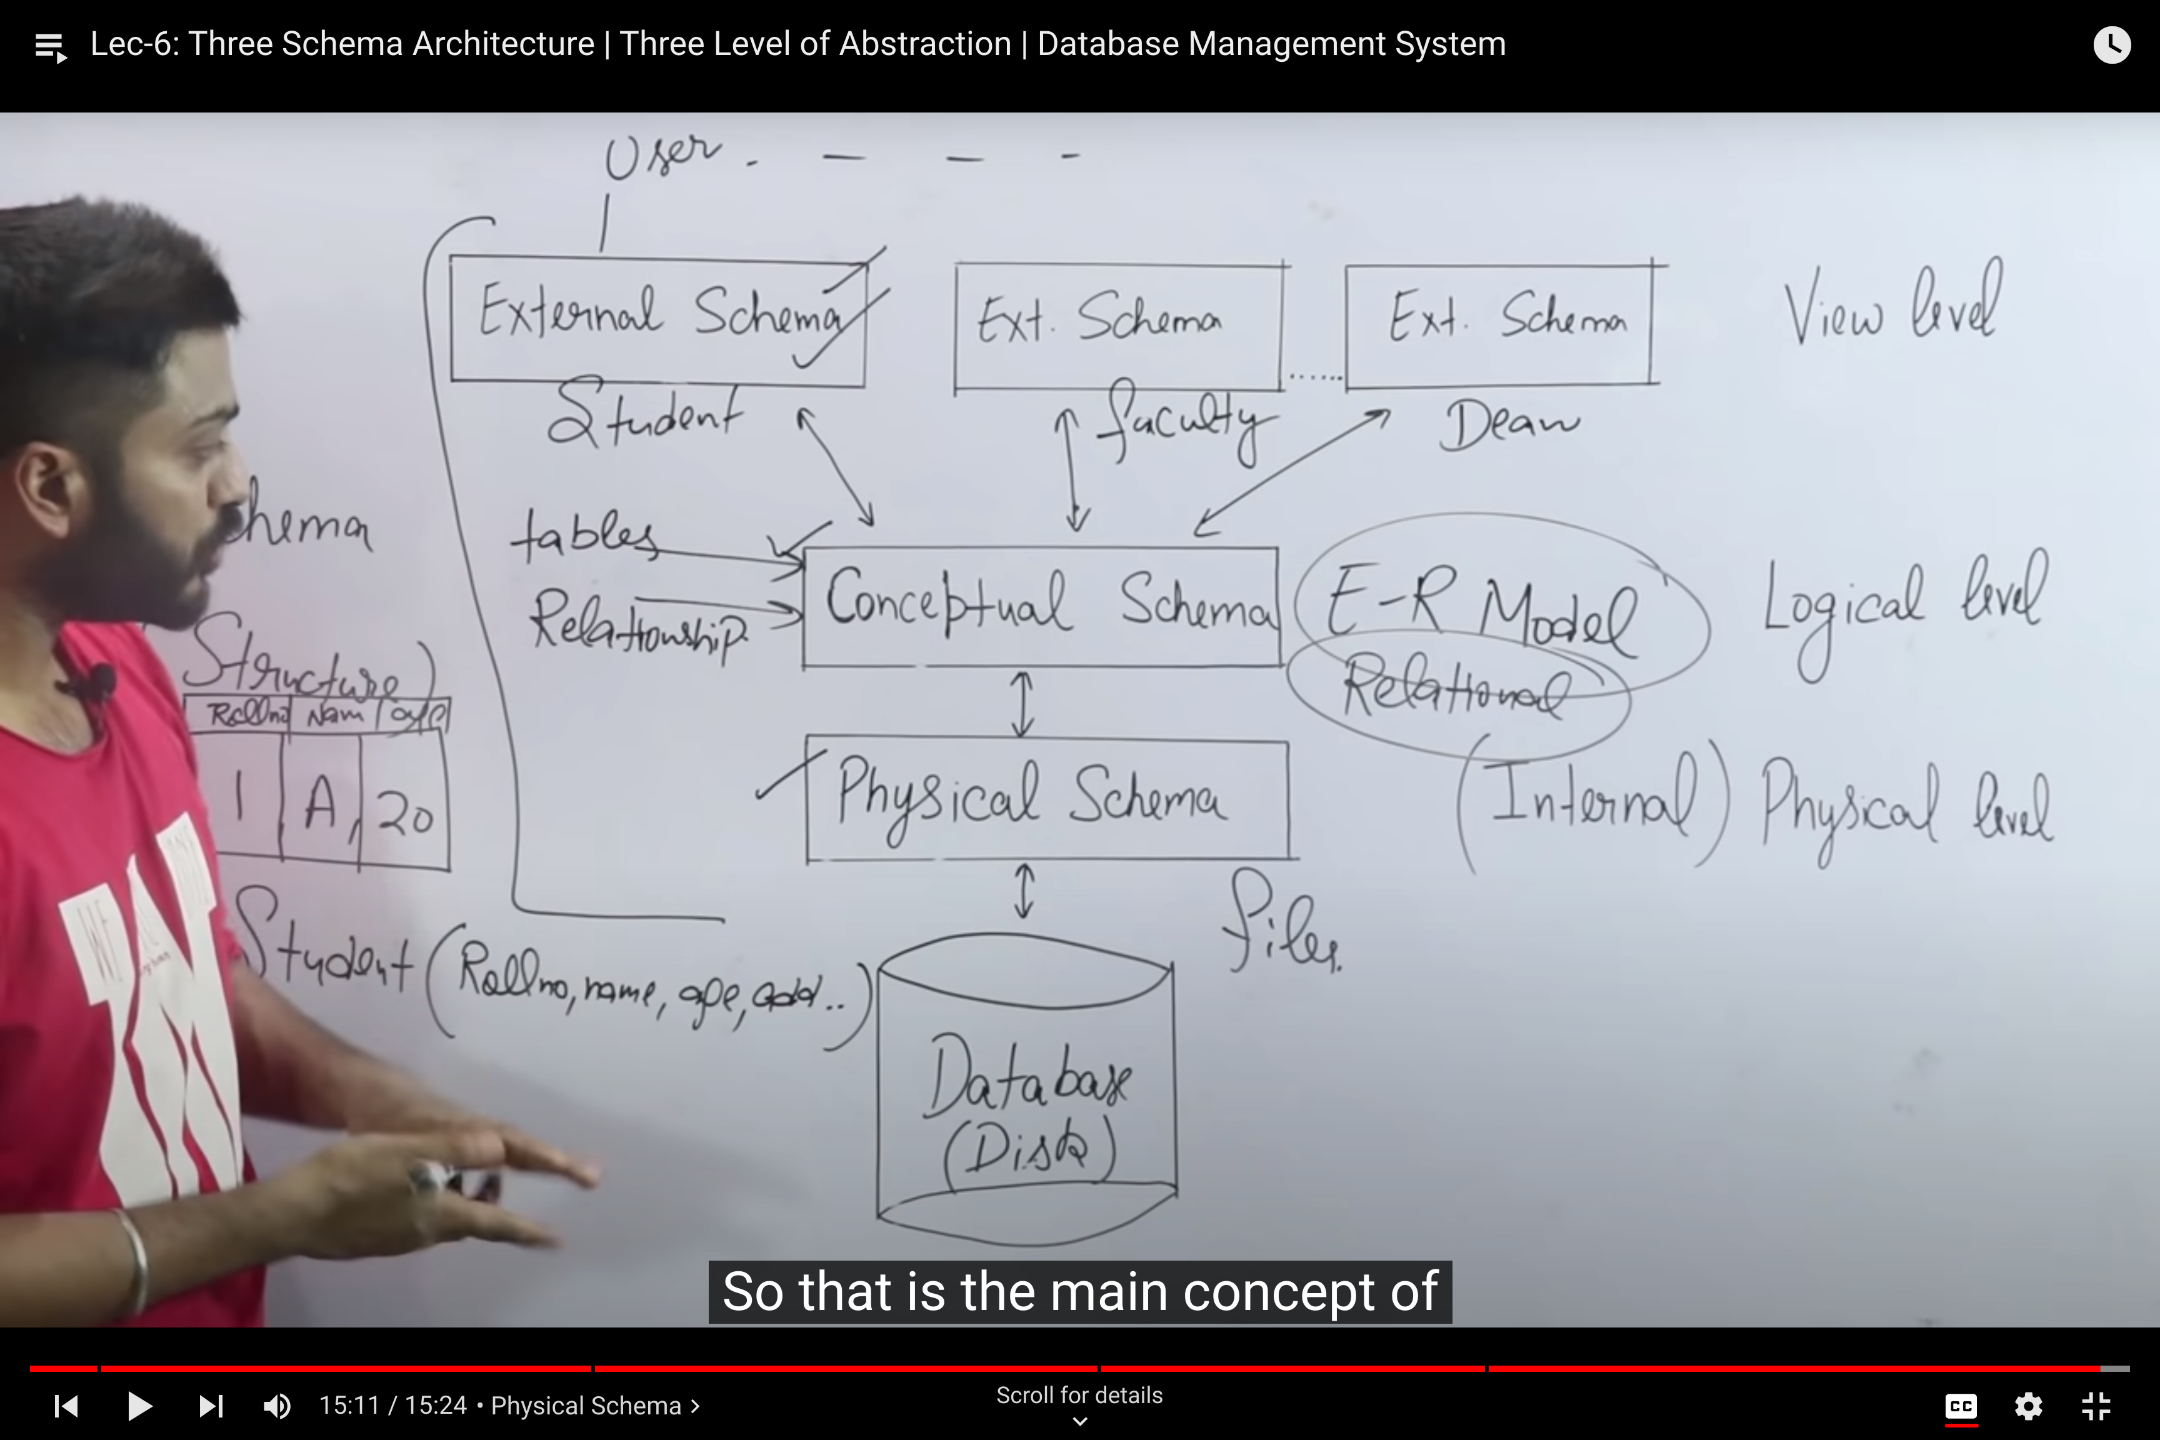 Lec-6: Three Schema Architecture | Three Level of Abstraction | Database Management System
User . - - -
External Schema
Ext. Schema
......
Ext. Schema
View level
Student
faculty
Dean
hema
tables
Relationship
Conceptual Schema
E-R Model
Relational
Logical level
Structure)
Rollno Nam age
1 A, 20
Physical Schema
(Internal) Physical level
files.
Student (Rollno, name, age, add..)
Database
(Disk)
So that is the main concept of
15:11 / 15:24 • Physical Schema >
Scroll for details
CC